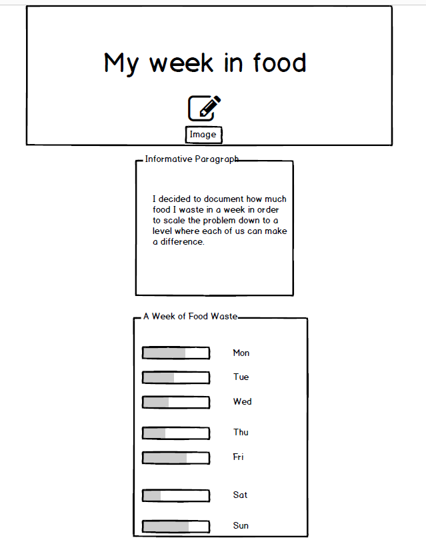 My week in food
Image
Informative Paragraph
I decided to document how much
food I waste in a week in order
to scale the problem down to a
level where each of us can make
a difference.
A Week of Food Waste
Mon
Tue
Wed
Thu
Fri
Sat
Sun